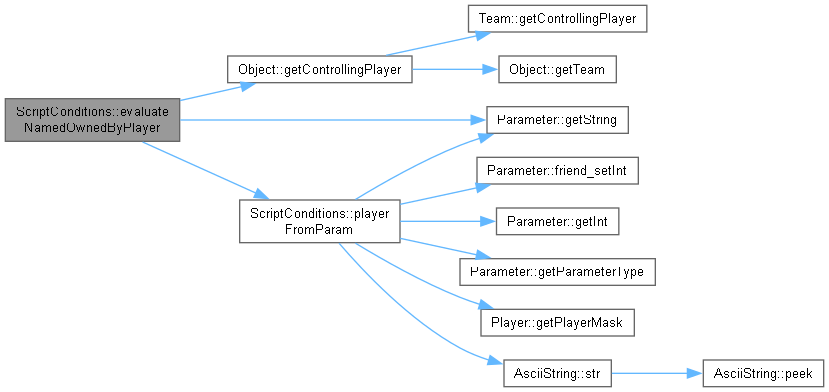 Team::getControllingPlayer
Object::getControllingPlayer
Object::getTeam
ScriptConditions::evaluate
NamedOwnedByPlayer
Parameter::getString
Parameter::friend_setInt
ScriptConditions::player
FromParam
Parameter::getInt
Parameter::getParameterType
Player::getPlayerMask
AsciiString::str
AsciiString::peek